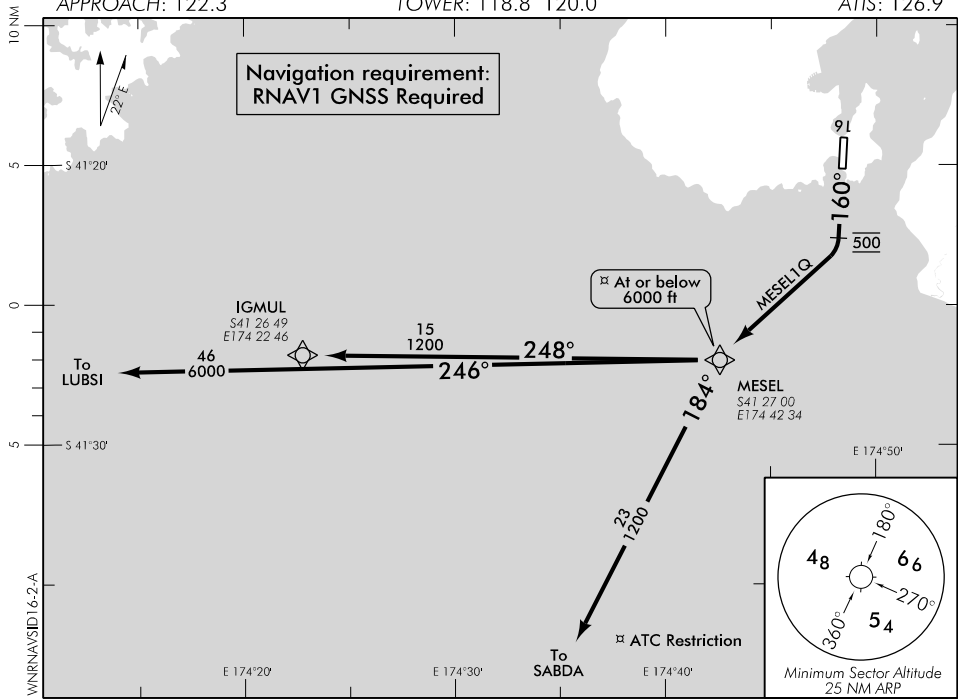 APPROACH: 122.3 TOWER: 118.8 120.0 ATIS: 126.9
10 NM
22° E
Navigation requirement:
RNAV1 GNSS Required
16
5
S 41°20'
160°
500
MESEL1Q
¤ At or below
6000 ft
0
IGMUL
S41 26 49
E174 22 46
15
1200
248°
To
LUBSI
46
6000
246°
MESEL
S41 27 00
E174 42 34
184°
5
S 41°30'
E 174°50'
23
1200
180°
48
66
270°
54
360°
Minimum Sector Altitude
25 NM ARP
¤ ATC Restriction
To
SABDA
E 174°20'
E 174°30'
E 174°40'
WNRNAVSID16-2-A